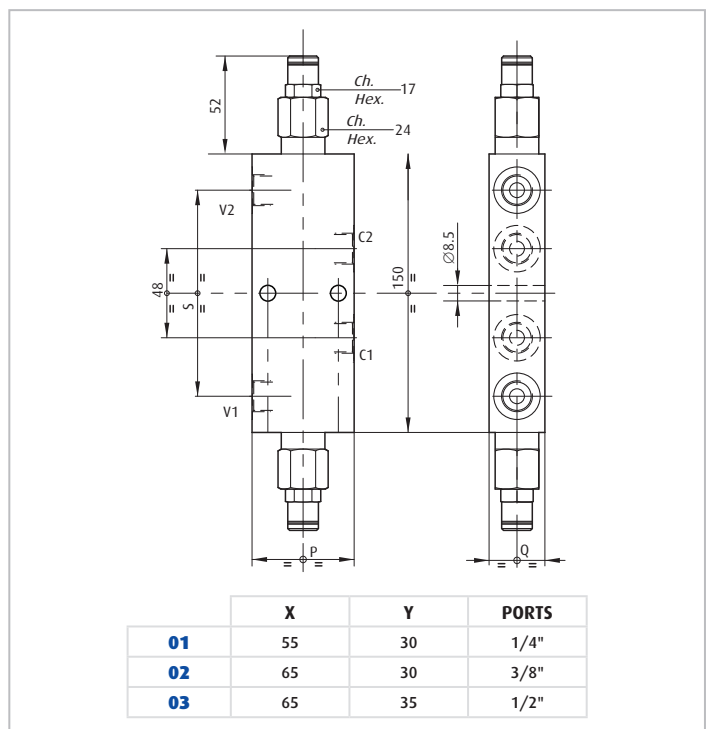 Ch.
Hex. 17
52
Ch.
Hex. 24
V2
C2
Ø8.5
48
=
=
=
=
S
150
=
=
C1
V1
P
= =
Q
= =
X Y PORTS
01 55 30 1/4"
02 65 30 3/8"
03 65 35 1/2"